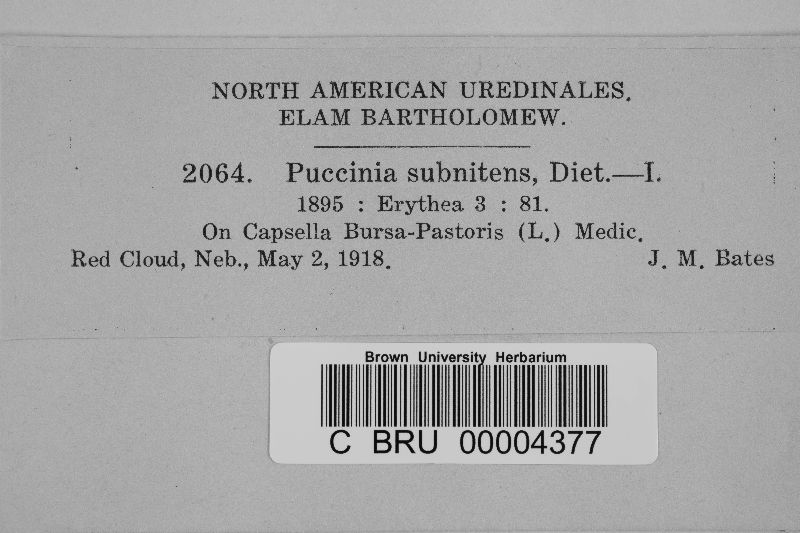 NORTH AMERICAN UREDINALES.
ELAM BARTHOLOMEW.
2064. Puccinia subnitens, Diet.—I.
1895 : Erythea 3 : 81.
On Capsella Bursa-Pastoris (L.) Medic.
Red Cloud, Neb., May 2, 1918. J. M. Bates
Brown University Herbarium
C BRU 00004377